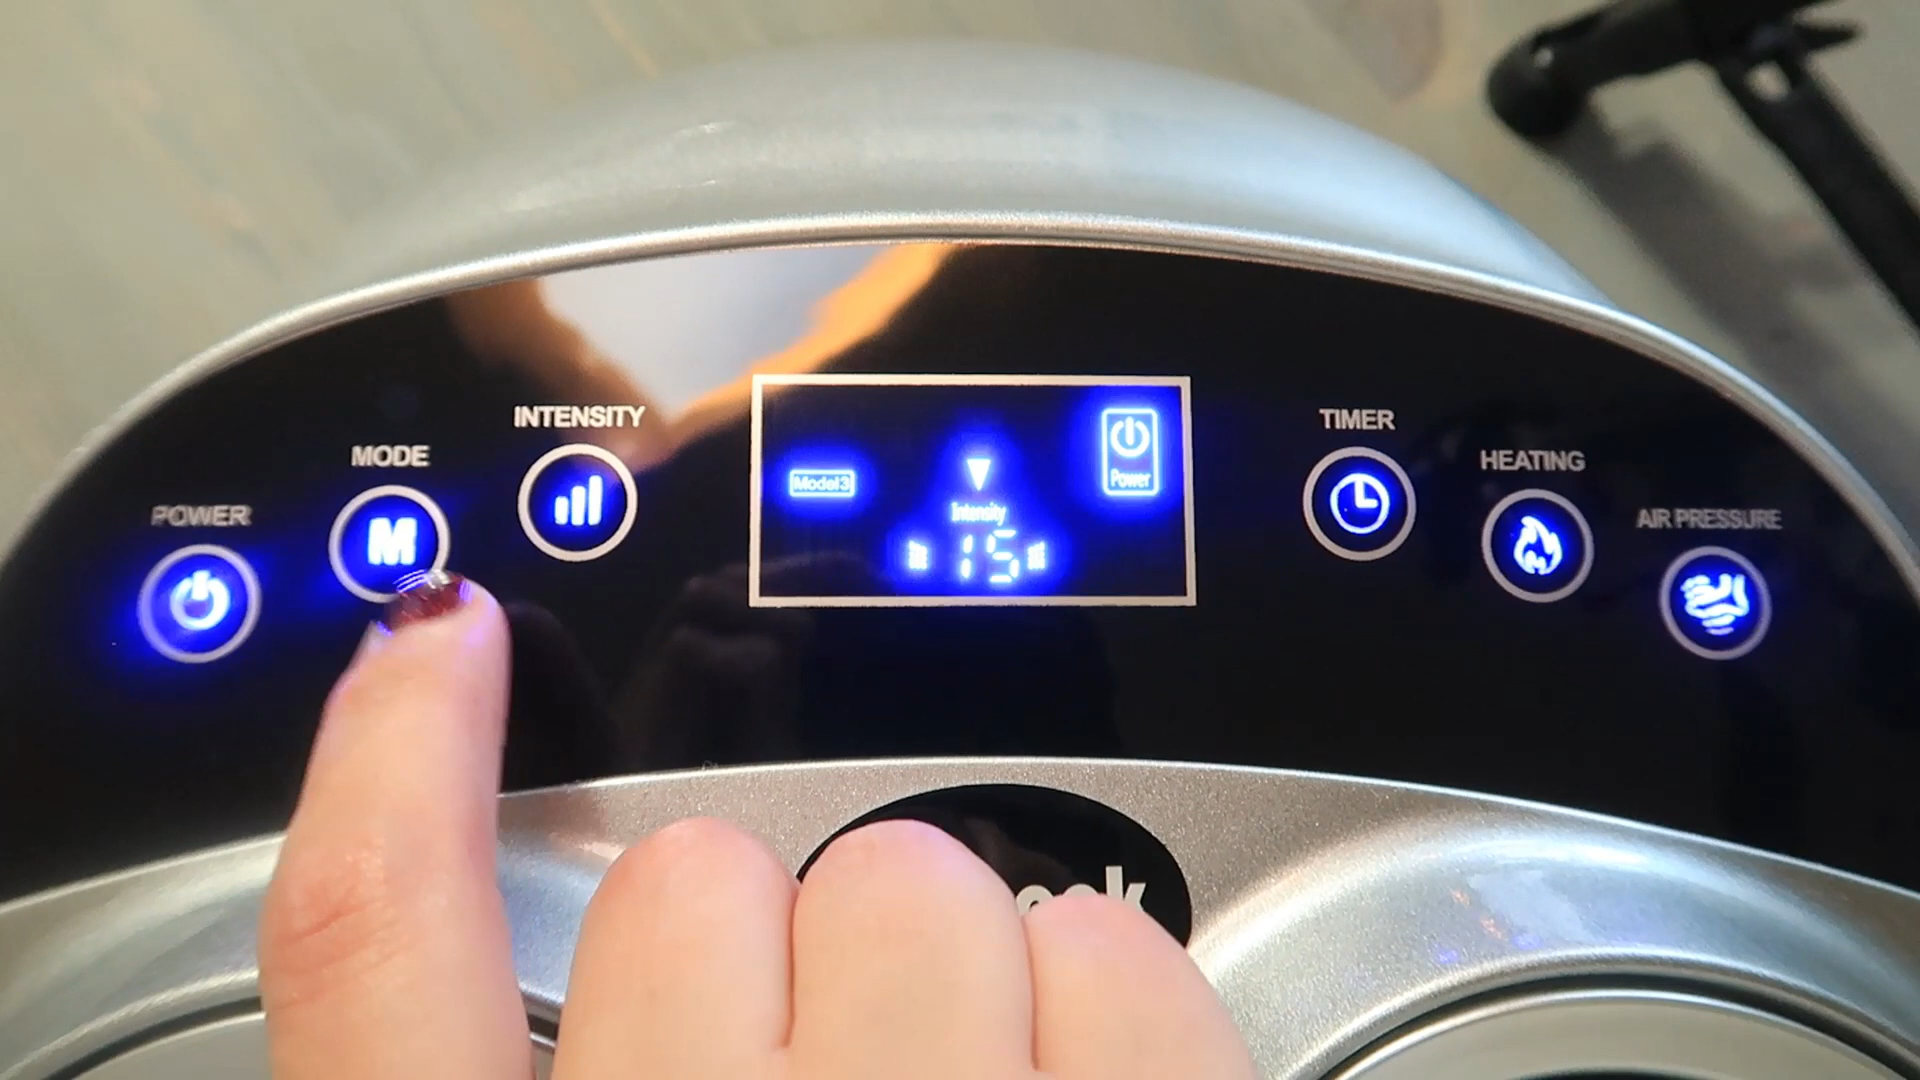 INTENSITY
TIMER
MODE
HEATING
POWER
AIR PRESSURE
M
Model3
Power
Intensity
15